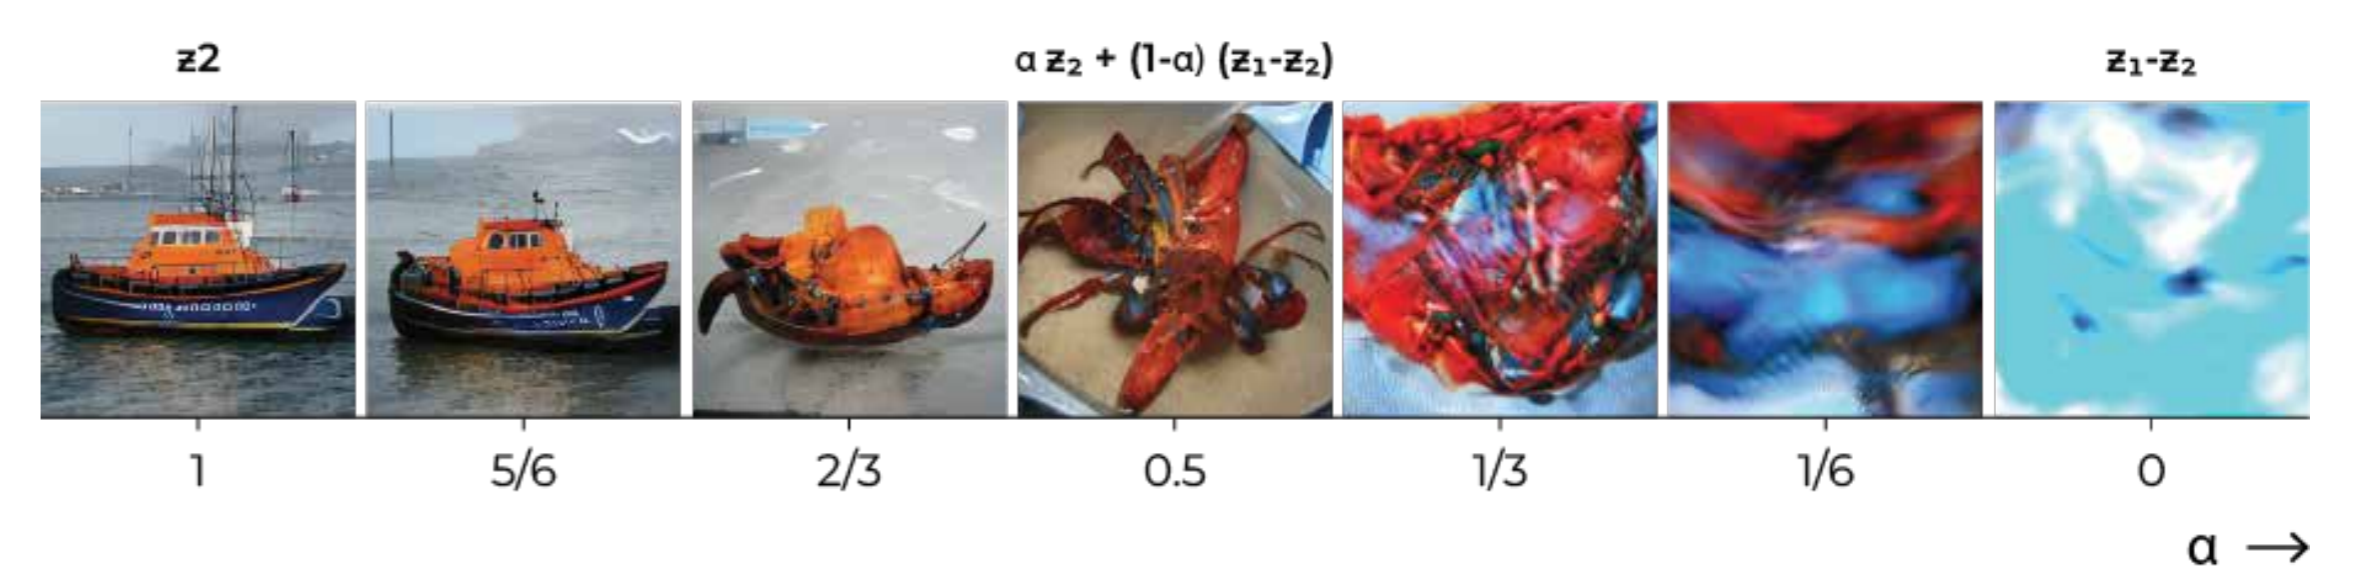 z2
α z₂ + (1-α) (z₁-z₂)
z₁-z₂
1
5/6
2/3
0.5
1/3
1/6
0
α →